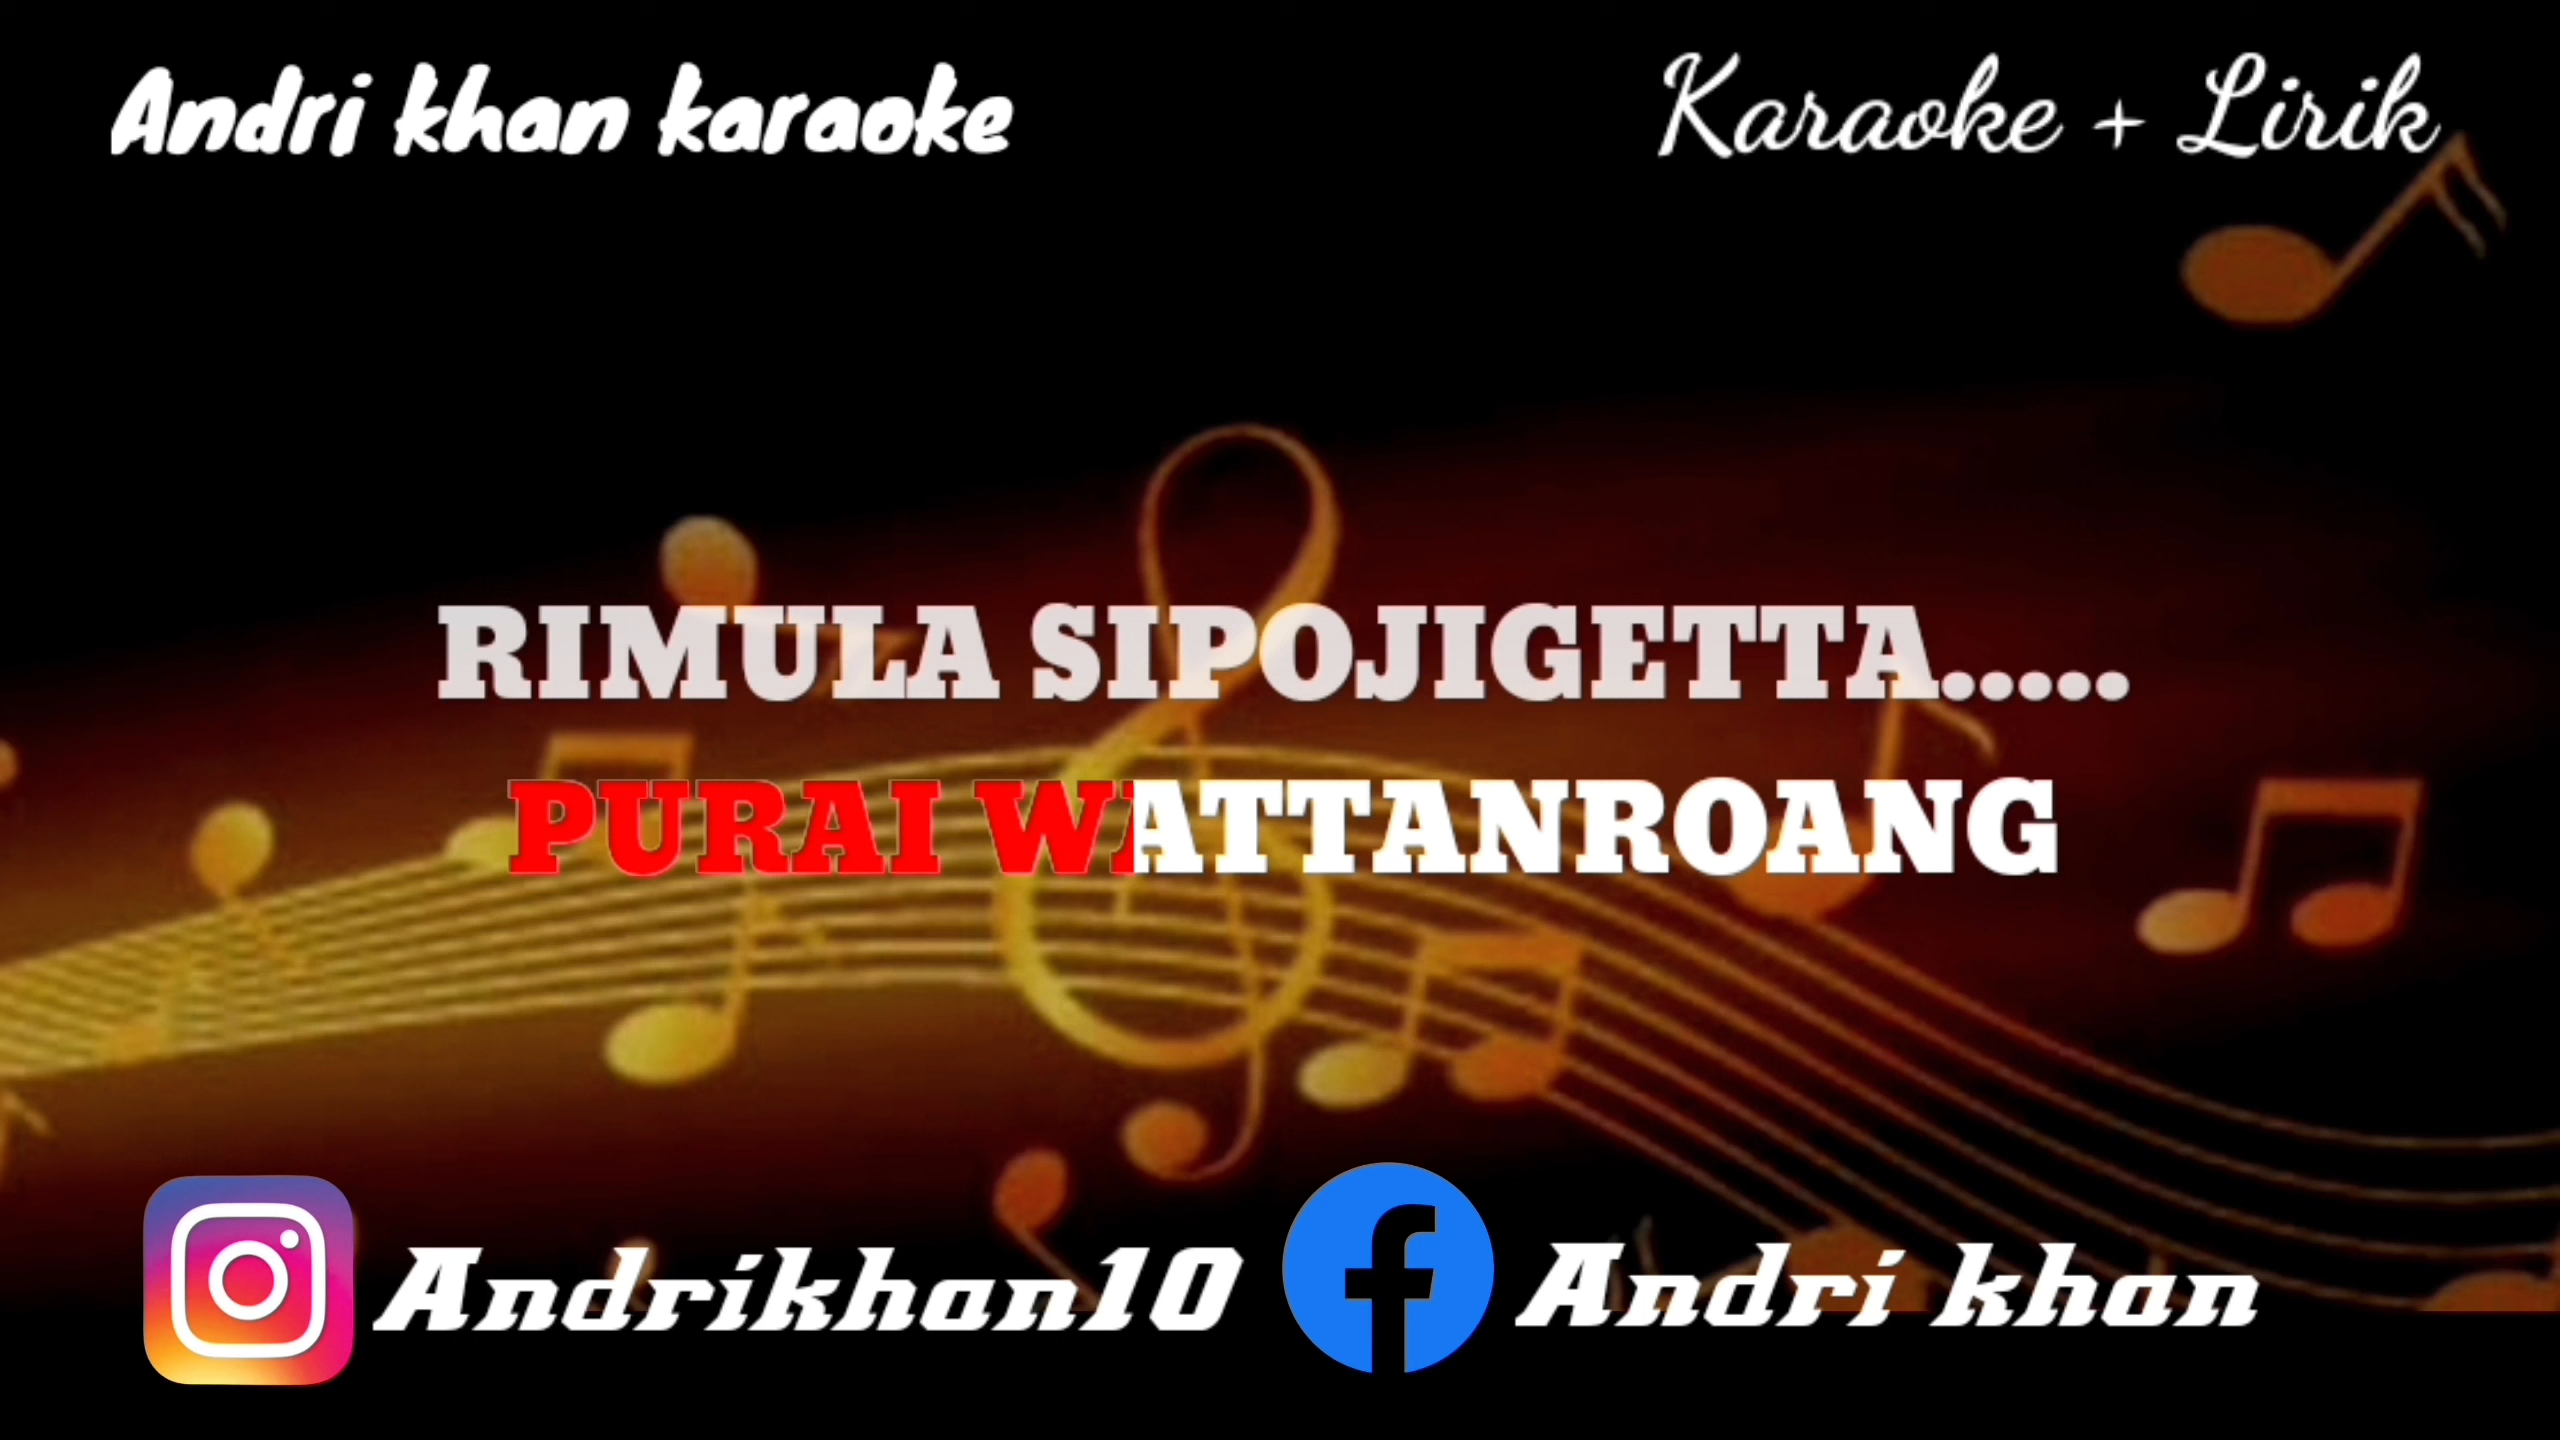 Andri khan karaoke
Karaoke + Lirik
RIMULA SIPOJIGETTA.....
PURAI WATTANROANG
Andrikhan10
Andri khan